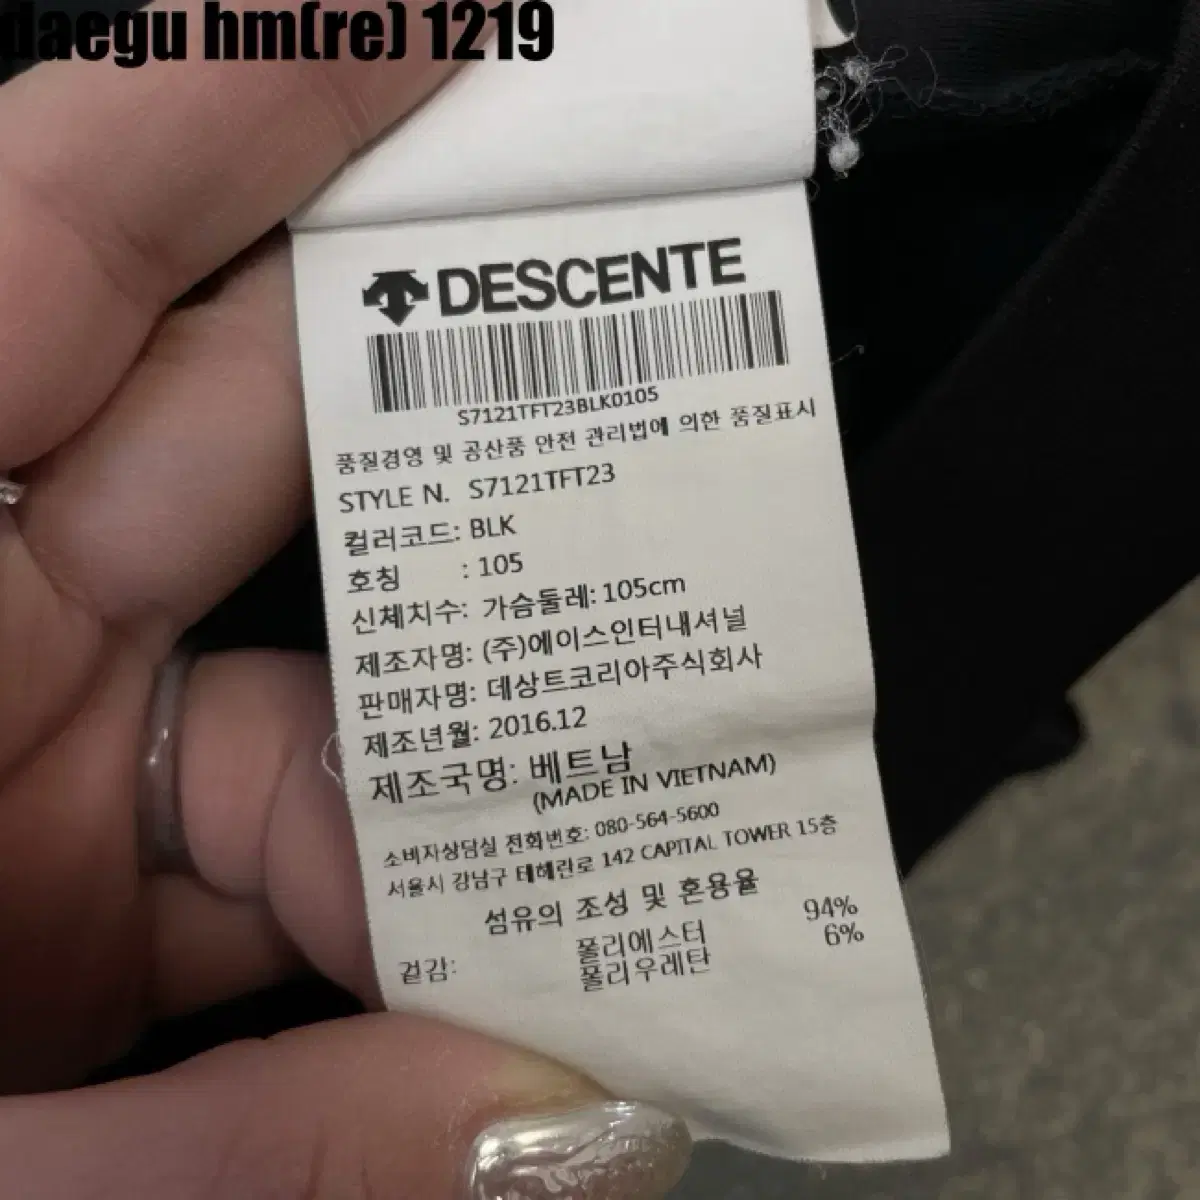 daegu hm(re) 1219
DESCENTE
S7121TFT23BLK0105
품질경영 및 공산품 안전 관리법에 의한 품질표시
STYLE N. S7121TFT23
컬러코드: BLK
호칭 : 105
신체치수: 가슴둘레: 105cm
제조자명: (주)에이스인터내셔널
판매자명: 데상트코리아주식회사
제조년월: 2016.12
제조국명: 베트남
(MADE IN VIETNAM)
소비자상담실 전화번호: 080-564-5600
서울시 강남구 테헤란로 142 CAPITAL TOWER 15층
섬유의 조성 및 혼용율
겉감: 폴리에스터 94%
폴리우레탄 6%